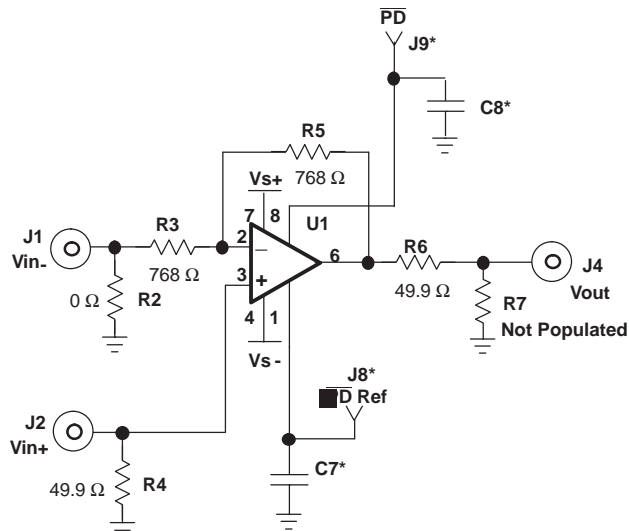 PD
J9*
C8*
R5
768 Ω
Vs+
7 8 U1
J1
Vin-
R3
768 Ω
2
3
6
R6
49.9 Ω
J4
Vout
0 Ω R2
R7
Not Populated
4 1
Vs -
J8*
PD Ref
J2
Vin+
C7*
49.9 Ω R4